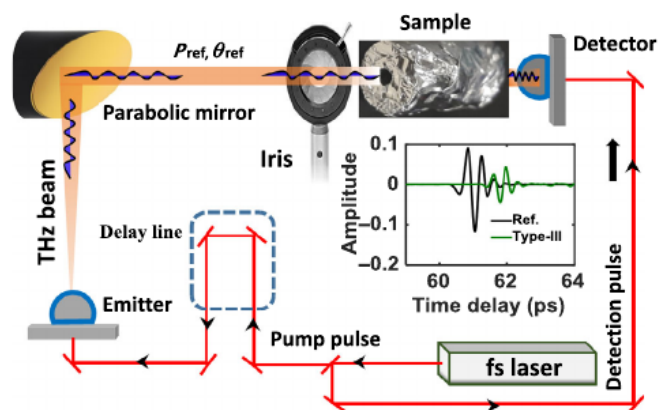 Sample
Detector
Pref, θref
Parabolic mirror
Iris
THz beam
Delay line
Emitter
Pump pulse
fs laser
Detection pulse
Amplitude
0.1
0
−0.1
−0.2
Ref.
Type-III
60 62 64
Time delay (ps)